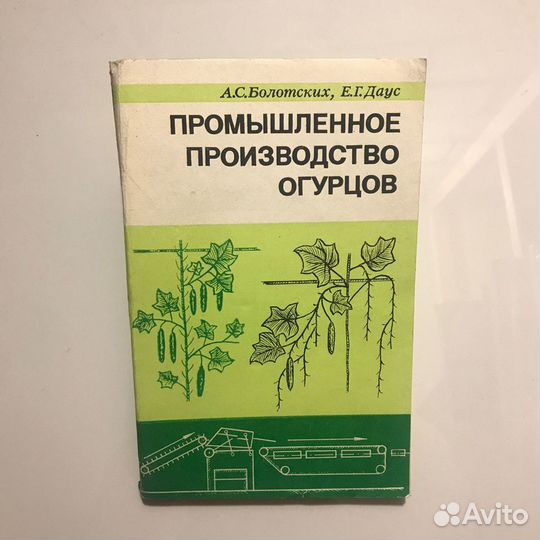 А.С.Болотских, Е.Г.Даус
ПРОМЫШЛЕННОЕ
ПРОИЗВОДСТВО
ОГУРЦОВ
Avito